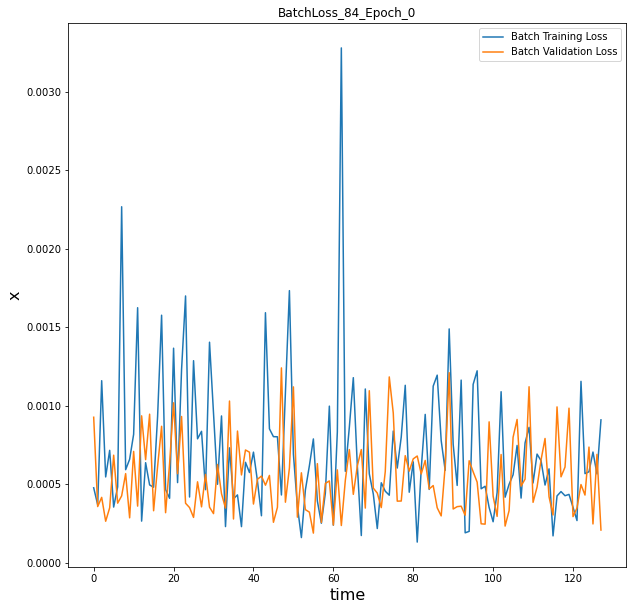 BatchLoss_84_Epoch_0
Batch Training Loss
Batch Validation Loss
0.0030
0.0025
0.0020
0.0015
0.0010
0.0005
0.0000
x
0 20 40 60 80 100 120
time